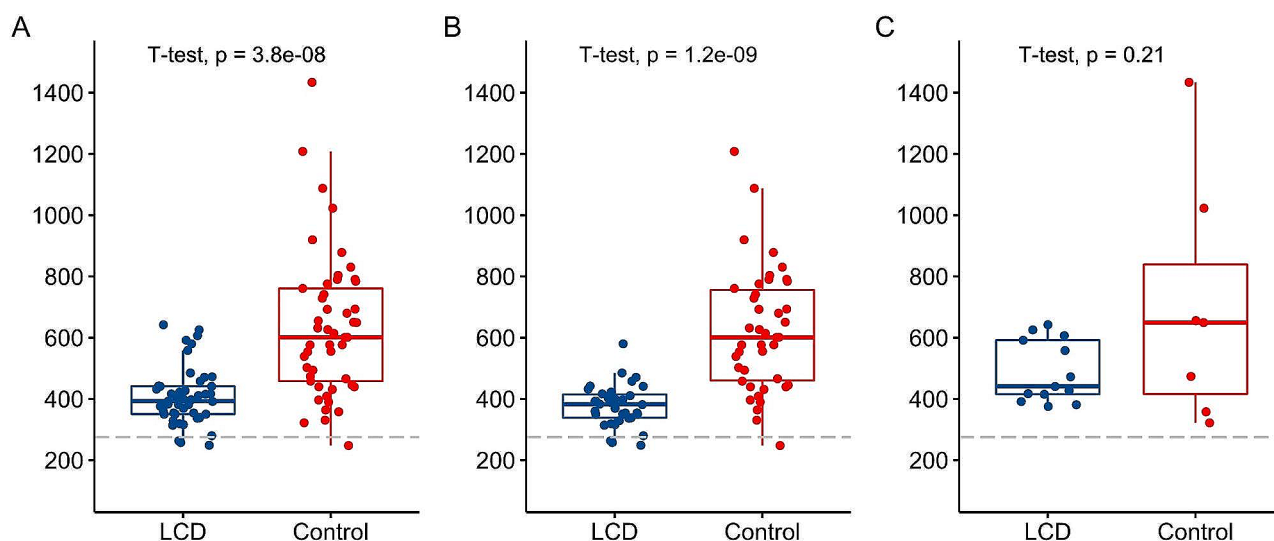 A
T-test, p = 3.8e-08
1400
1200
1000
800
600
400
200
LCD Control
B
T-test, p = 1.2e-09
1400
1200
1000
800
600
400
200
LCD Control
C
T-test, p = 0.21
1400
1200
1000
800
600
400
200
LCD Control